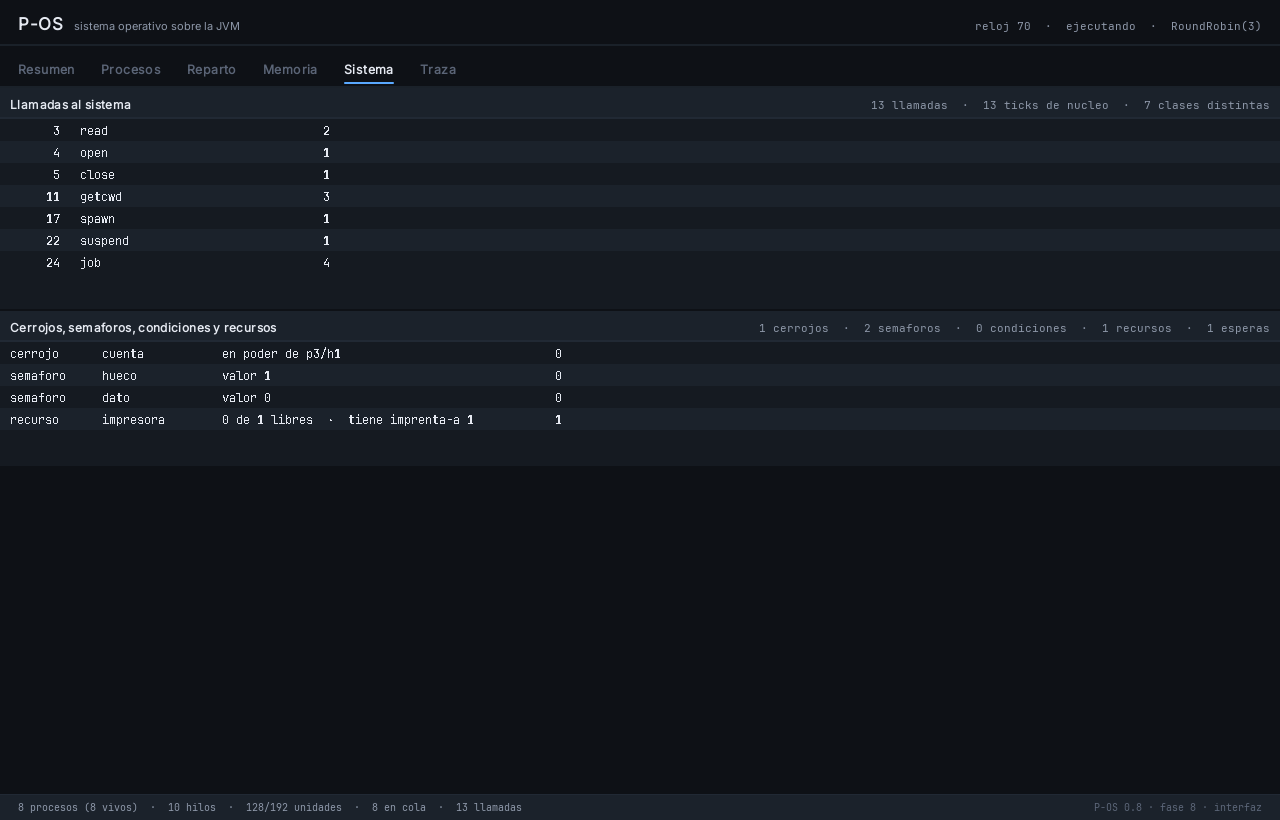 P-OS sistema operativo sobre la JVM reloj 70 · ejecutando · RoundRobin(3)
Resumen Procesos Reparto Memoria Sistema Traza
Llamadas al sistema 13 llamadas · 13 ticks de nucleo · 7 clases distintas
3 read 2
4 open 1
5 close 1
11 getcwd 3
17 spawn 1
22 suspend 1
24 job 4
Cerrojos, semaforos, condiciones y recursos 1 cerrojos · 2 semaforos · 0 condiciones · 1 recursos · 1 esperas
cerrojo cuenta en poder de p3/h1 0
semaforo hueco valor 1 0
semaforo dato valor 0 0
recurso impresora 0 de 1 libres · tiene imprenta-a 1 1
8 procesos (8 vivos) · 10 hilos · 128/192 unidades · 8 en cola · 13 llamadas P-OS 0.8 · fase 8 · interfaz